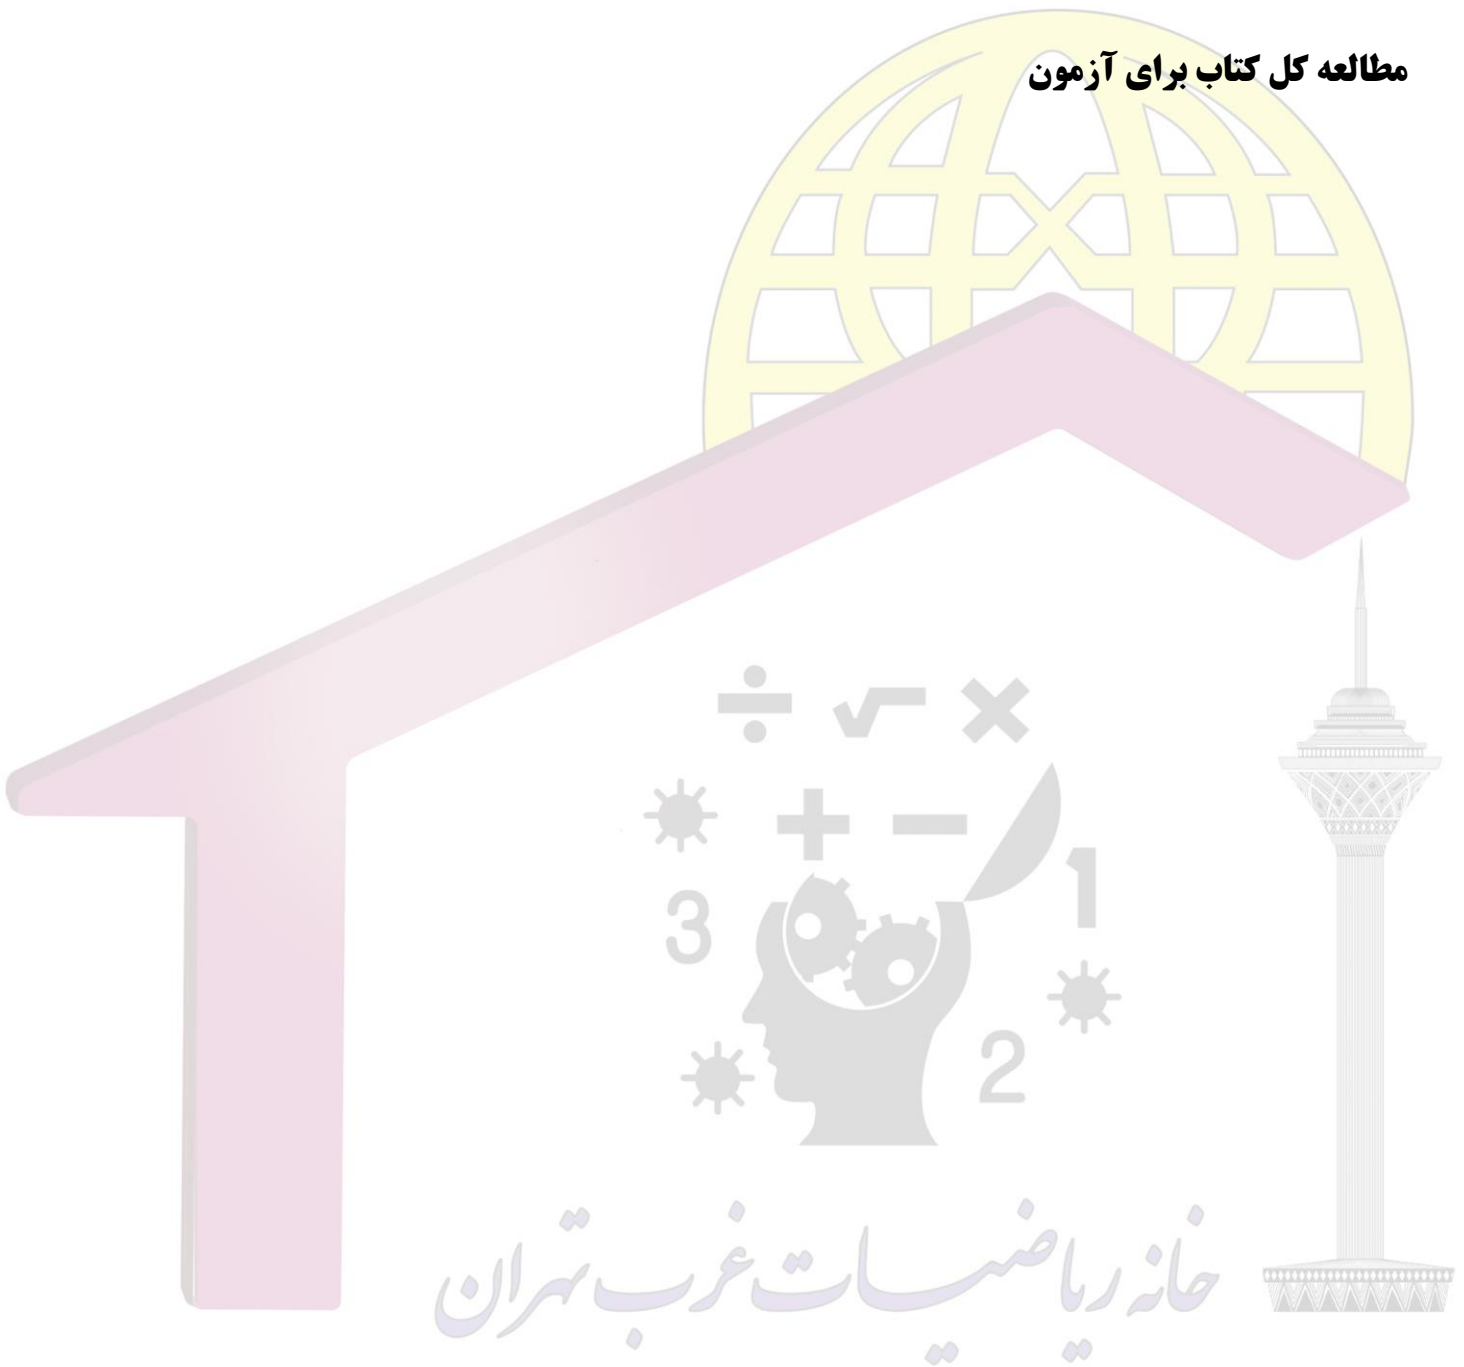 مطالعه کل کتاب برای آزمون
÷ √ ×
+ −
3 1
2
خانه ریاضیات غرب تهران